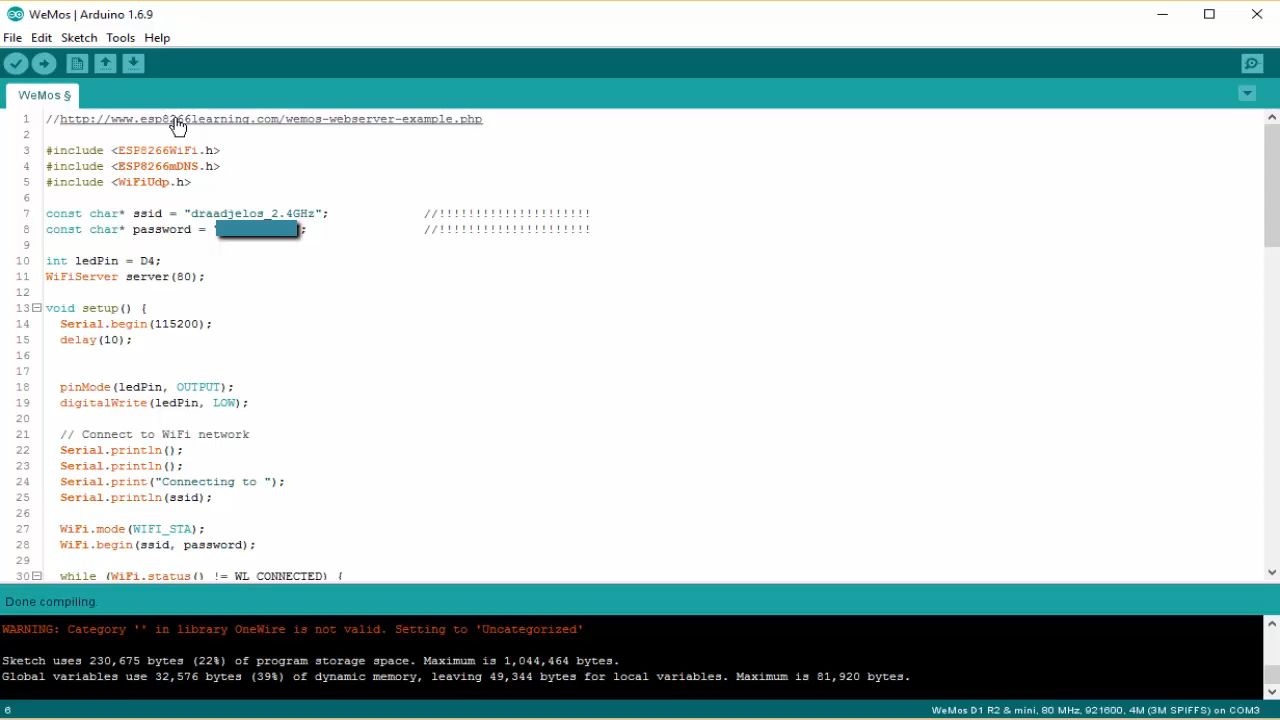 WeMos | Arduino 1.6.9
File Edit Sketch Tools Help
WeMos §
1 //http://www.esp8266learning.com/wemos-webserver-example.php
2
3 #include <ESP8266WiFi.h>
4 #include <ESP8266mDNS.h>
5 #include <WiFiUdp.h>
6
7 const char* ssid = "draadjelos_2.4GHz"; //!!!!!!!!!!!!!!!!!!!!!
8 const char* password = "; //!!!!!!!!!!!!!!!!!!!!!
9
10 int ledPin = D4;
11 WiFiServer server(80);
12
13 void setup() {
14 Serial.begin(115200);
15 delay(10);
16
17
18 pinMode(ledPin, OUTPUT);
19 digitalWrite(ledPin, LOW);
20
21 // Connect to WiFi network
22 Serial.println();
23 Serial.println();
24 Serial.print("Connecting to ");
25 Serial.println(ssid);
26
27 WiFi.mode(WIFI_STA);
28 WiFi.begin(ssid, password);
29
30 while (WiFi.status() != WL_CONNECTED) {
Done compiling.
WARNING: Category '' in library OneWire is not valid. Setting to 'Uncategorized'
Sketch uses 230,675 bytes (22%) of program storage space. Maximum is 1,044,464 bytes.
Global variables use 32,576 bytes (39%) of dynamic memory, leaving 49,344 bytes for local variables. Maximum is 81,920 bytes.
6 WeMos D1 R2 & mini, 80 MHz, 921600, 4M (3M SPIFFS) on COM3